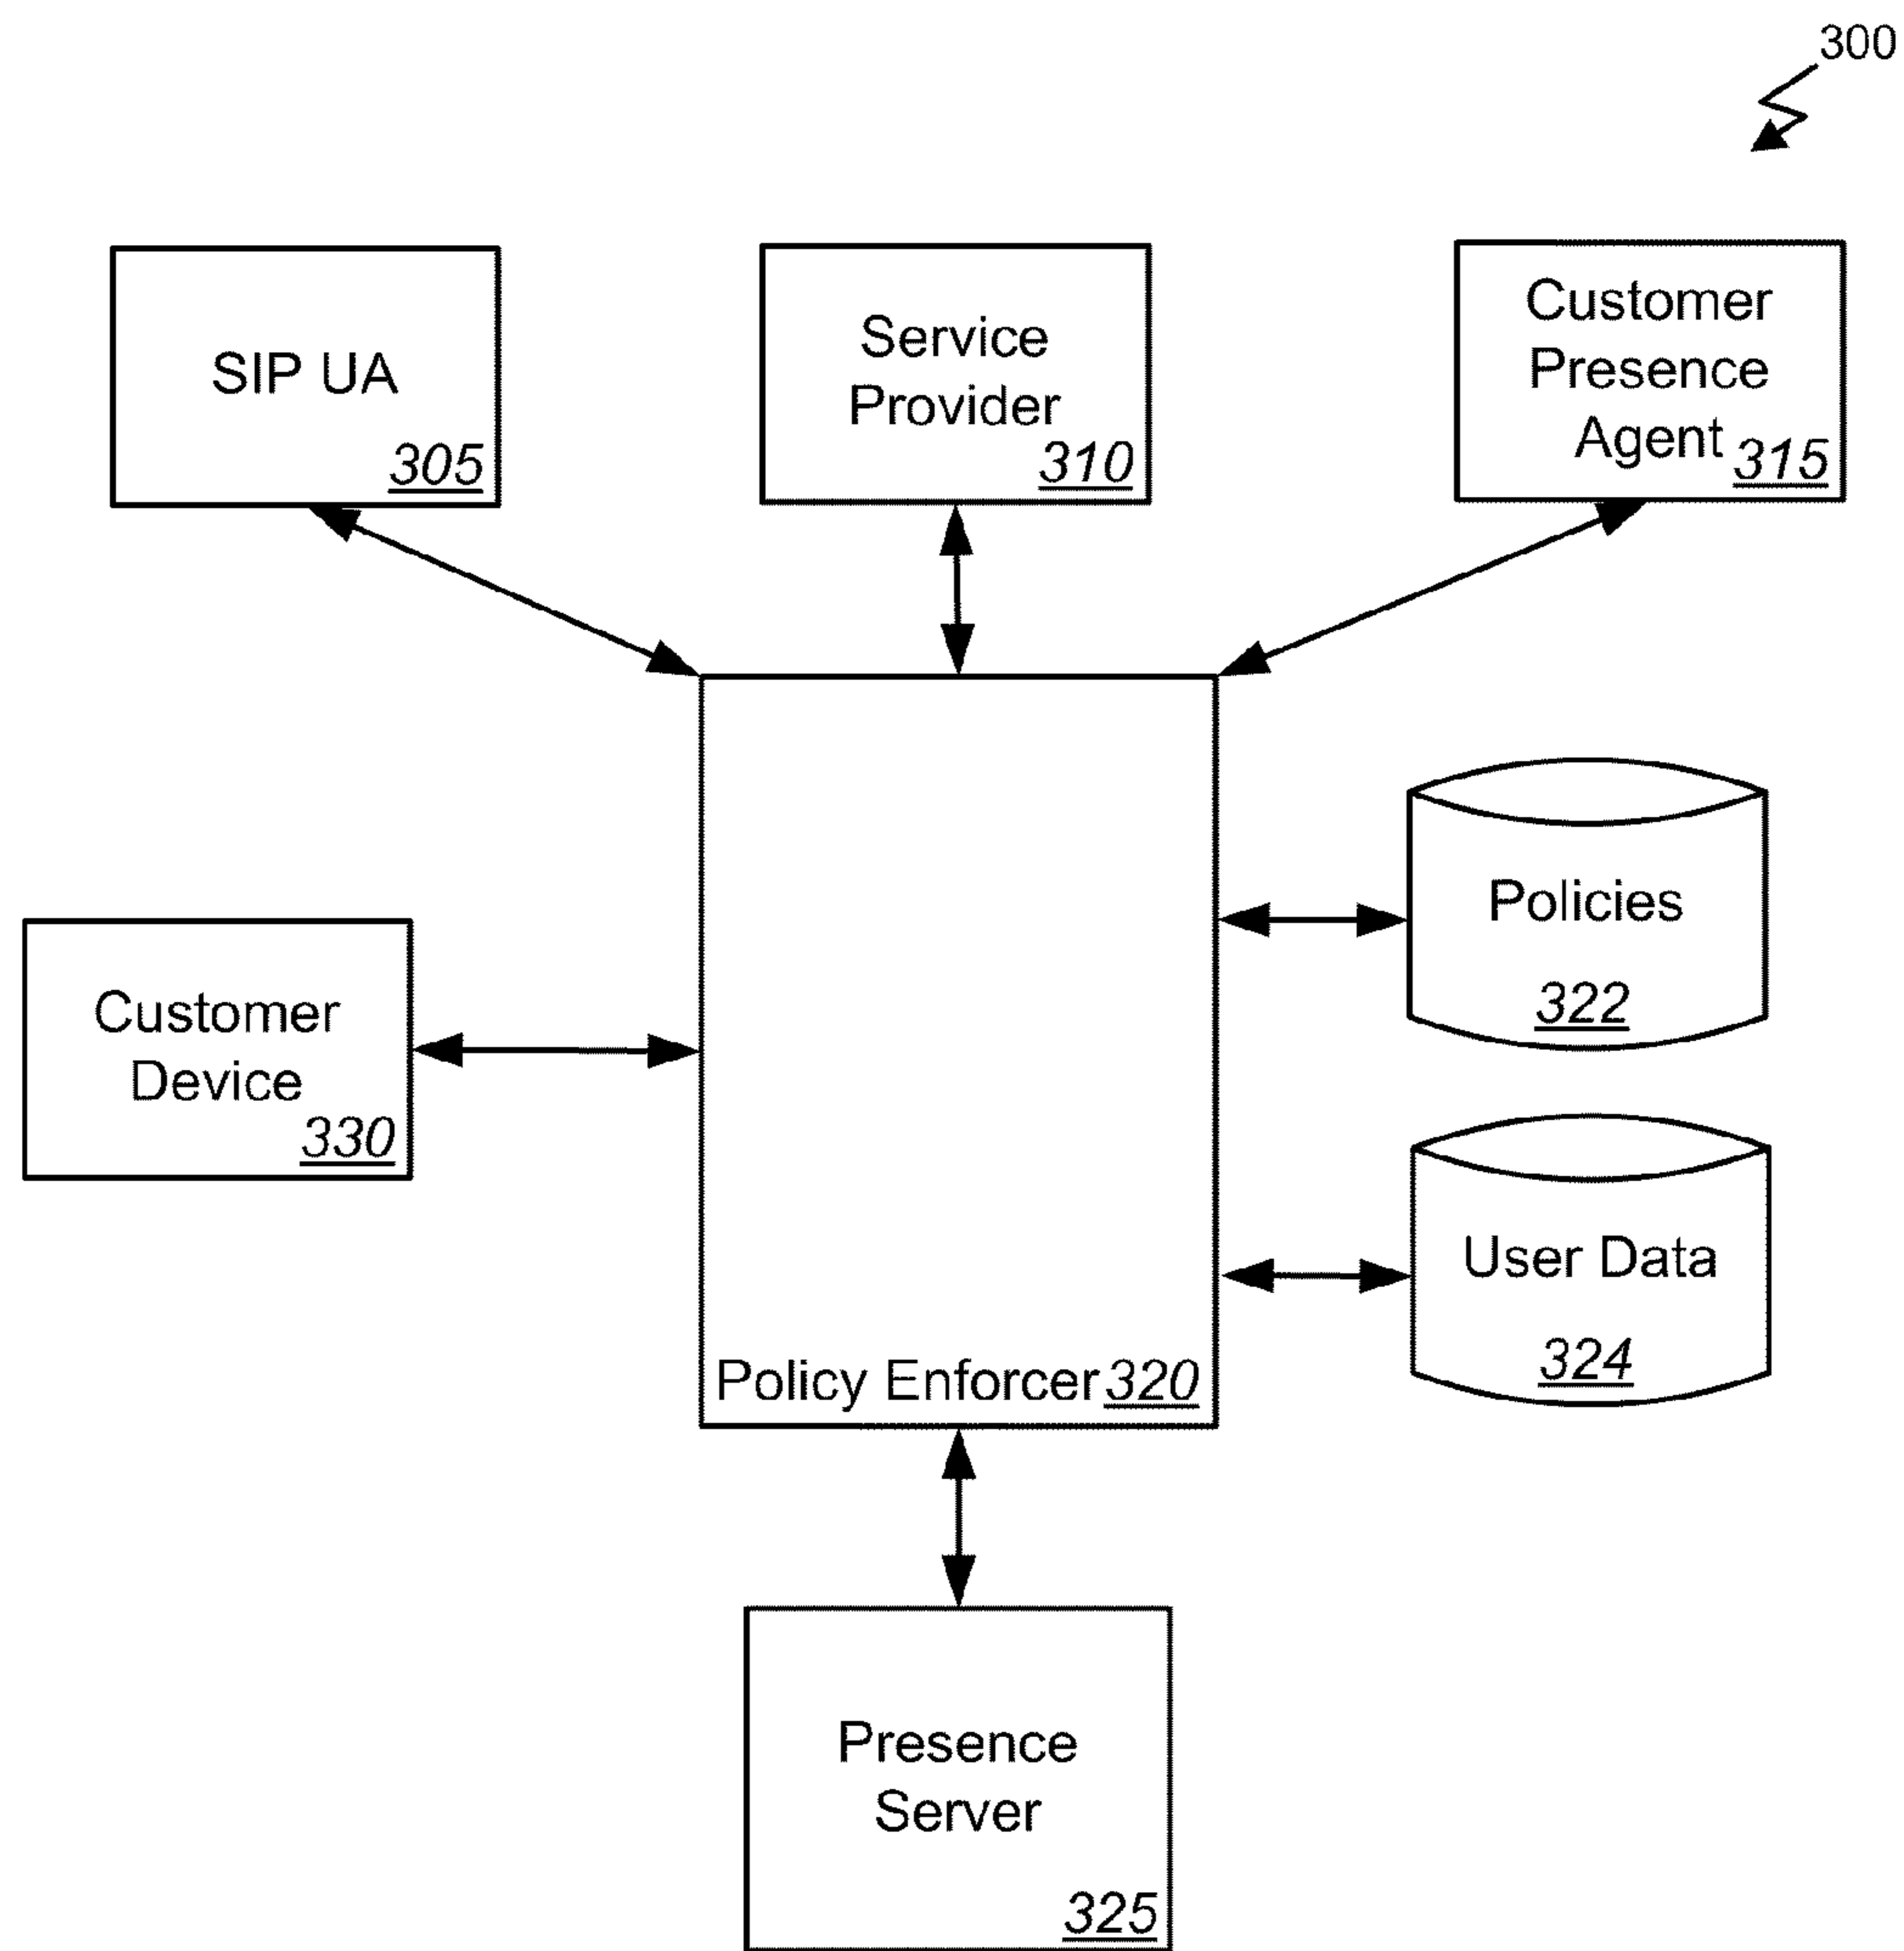 300
SIP UA
305
Service
Provider
310
Customer
Presence
Agent 315
Policies
322
Customer
Device
330
User Data
324
Policy Enforcer 320
Presence
Server
325